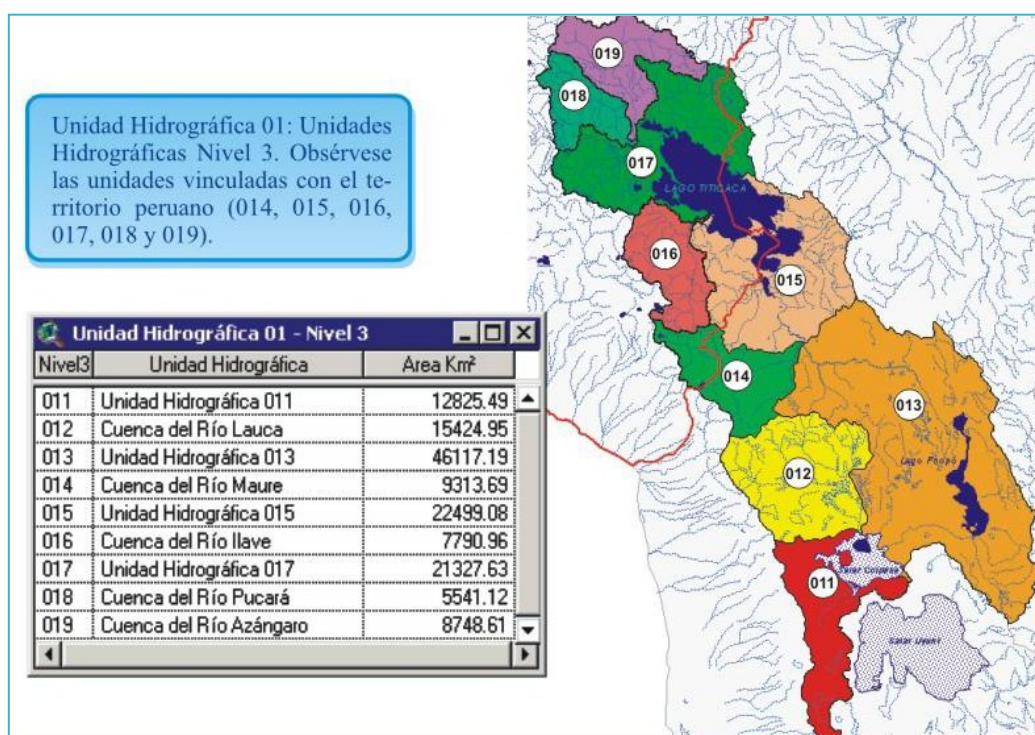 Unidad Hidrográfica 01: Unidades
Hidrográficas Nivel 3. Obsérvese
las unidades vinculadas con el te-
rritorio peruano (014, 015, 016,
017, 018 y 019).
Unidad Hidrográfica 01 - Nivel 3
Nivel3 Unidad Hidrográfica Area Km²
011 Unidad Hidrográfica 011 12825.49
012 Cuenca del Río Lauca 15424.95
013 Unidad Hidrográfica 013 46117.19
014 Cuenca del Río Maure 9313.69
015 Unidad Hidrográfica 015 22499.08
016 Cuenca del Río Ilave 7790.96
017 Unidad Hidrográfica 017 21327.63
018 Cuenca del Río Pucará 5541.12
019 Cuenca del Río Azángaro 8748.61
019
018
017
LAGO TITICACA
016
015
014
013
Lago Poopó
012
011
Salar Coipasa
Salar Uyuni